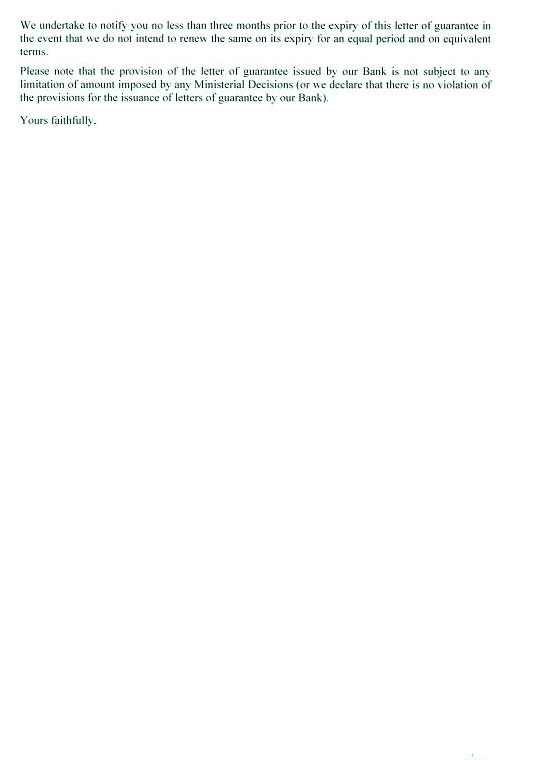 We undertake to notify you no less than three months prior to the expiry of this letter of guarantee in
the event that we do not intend to renew the same on its expiry for an equal period and on equivalent
terms.
Please note that the provision of the letter of guarantee issued by our Bank is not subject to any
limitation of amount imposed by any Ministerial Decisions (or we declare that there is no violation of
the provisions for the issuance of letters of guarantee by our Bank).
Yours faithfully,